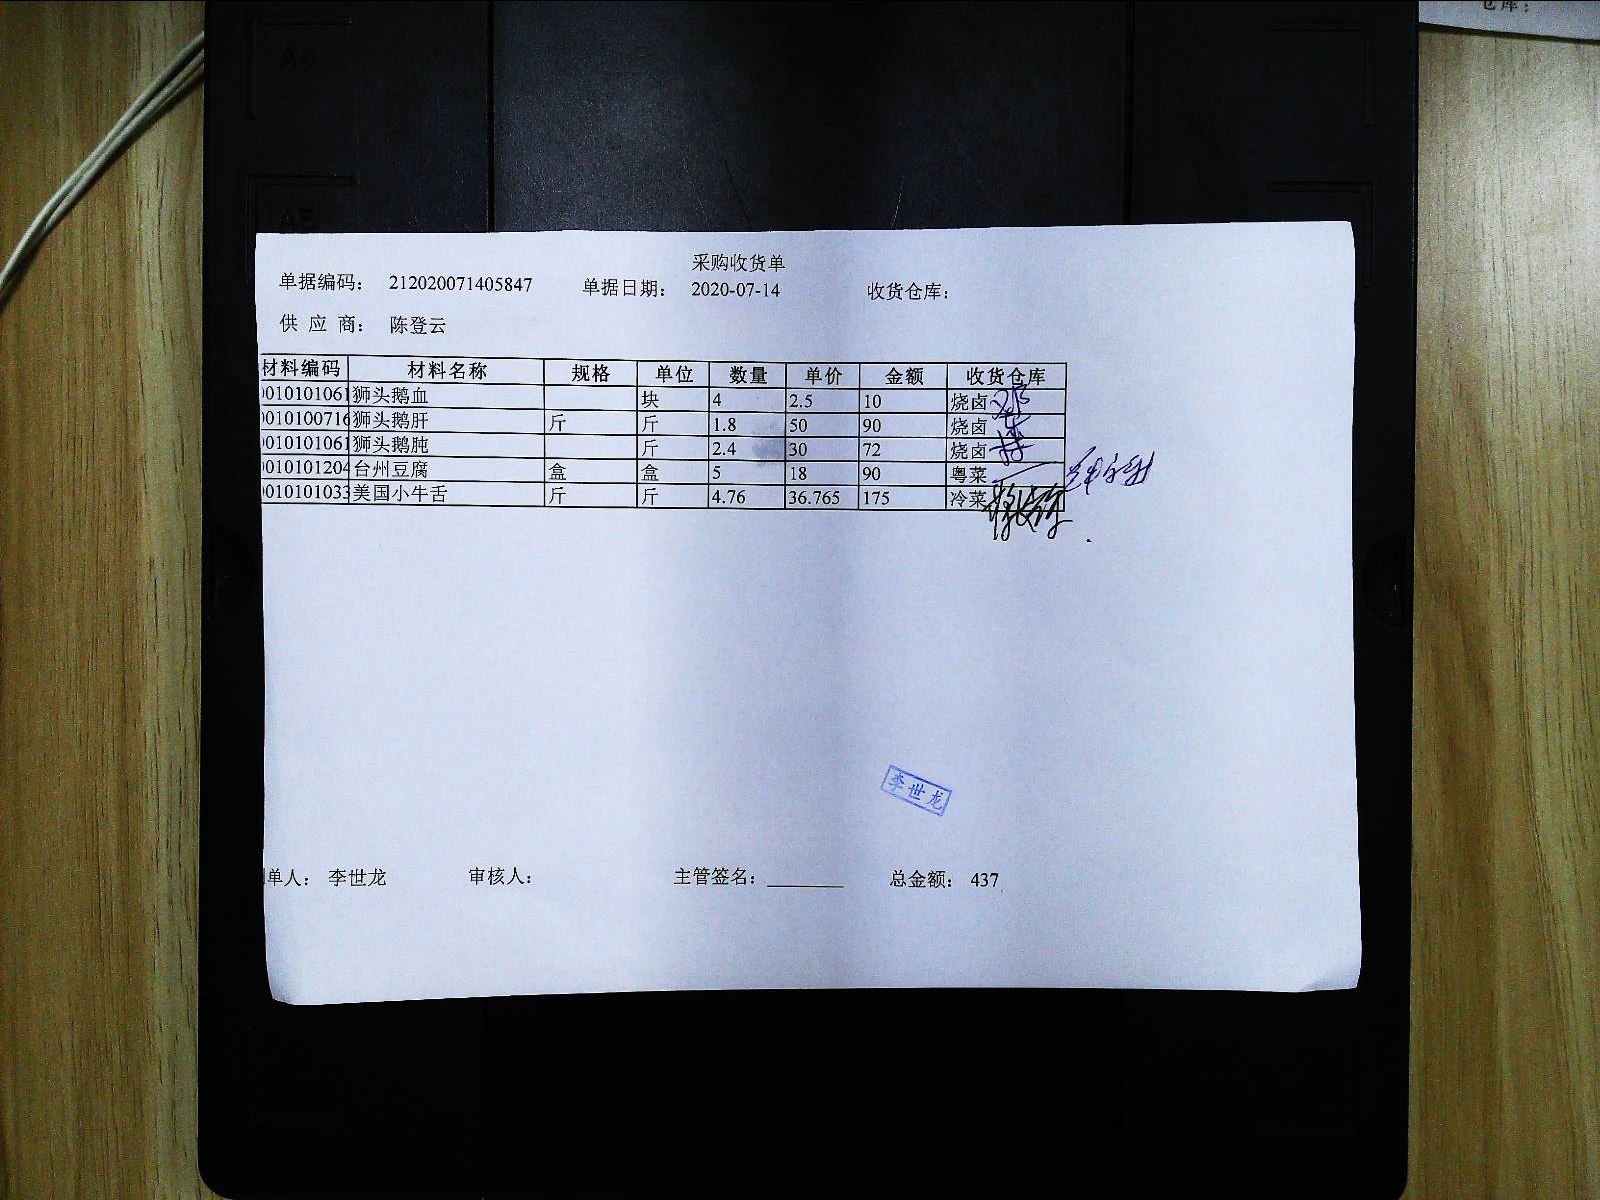 仓库：
A4
A5
采购收货单
单据编码： 212020071405847 单据日期： 2020-07-14 收货仓库：
供 应 商： 陈登云
材料编码 材料名称 规格 单位 数量 单价 金额 收货仓库
0010101061 狮头鹅血 块 4 2.5 10 烧卤
0010100716 狮头鹅肝 斤 斤 1.8 50 90 烧卤
0010101061 狮头鹅肫 斤 2.4 30 72 烧卤
0010101204 台州豆腐 盒 盒 5 18 90 粤菜
0010101033 美国小牛舌 斤 斤 4.76 36.765 175 冷菜
李世龙
单人： 李世龙 审核人： 主管签名： 总金额： 437